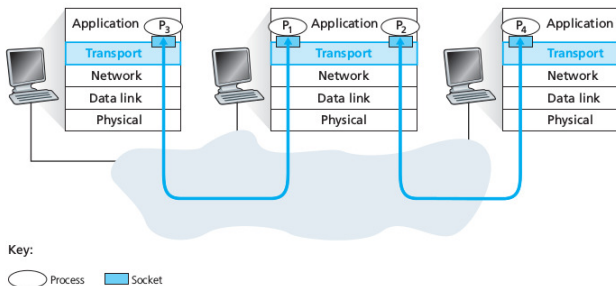 Application P3
Transport
Network
Data link
Physical
P1 Application P2
Transport
Network
Data link
Physical
P4 Application
Transport
Network
Data link
Physical
Key:
Process Socket